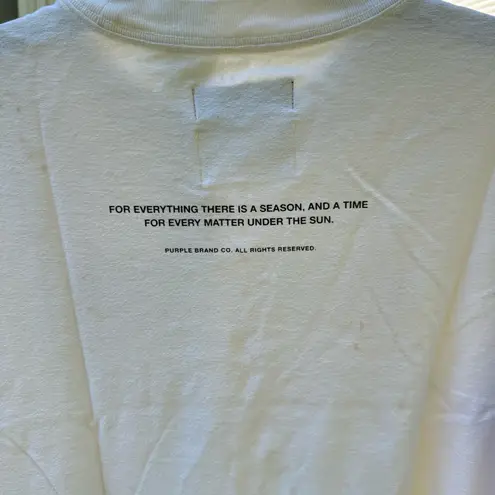 FOR EVERYTHING THERE IS A SEASON, AND A TIME
FOR EVERY MATTER UNDER THE SUN.
PURPLE BRAND CO. ALL RIGHTS RESERVED.